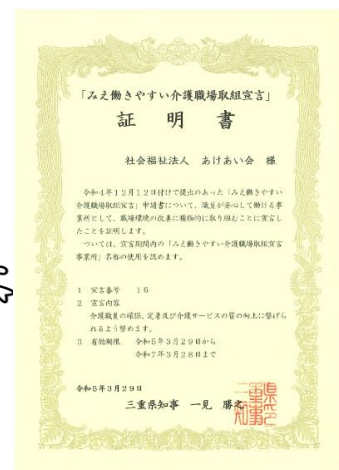 「みえ働きやすい介護職場取組宣言」
証明書
社会福祉法人 あけあい会 様
令和4年12月12日付けで提出のあった「みえ働きやすい
介護職場取組宣言」申請書について、職員が安心して働ける事
業所として、職場環境の改善に積極的に取り組むことに宣言し
たことを証明します。
ついては、宣言期間内の「みえ働きやすい介護職場取組宣言
事業所」名称の使用を認めます。
1 宣言番号 16
2 宣言内容
介護職員の確保、定着及び介護サービスの質の向上に繋げら
れるよう努めます。
3 有効期限 令和5年3月29日から
令和7年3月28日まで
令和5年3月29日
三重県知事 一見 勝之